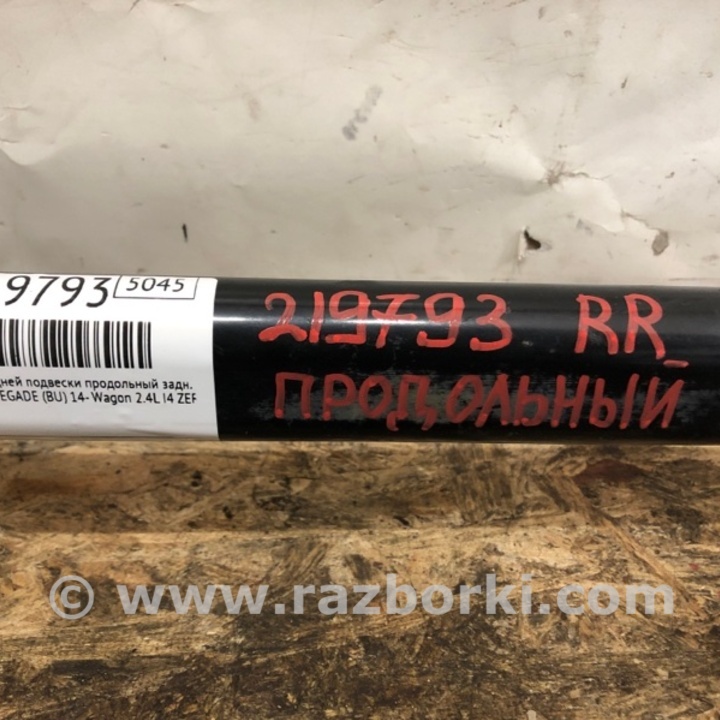 9793 5045
дней подвески продольный задн.
EGADE (BU) 14- Wagon 2.4L I4 ZEF
219793 RR
ПРОДОЛЬНЫЙ
© www.razborki.com